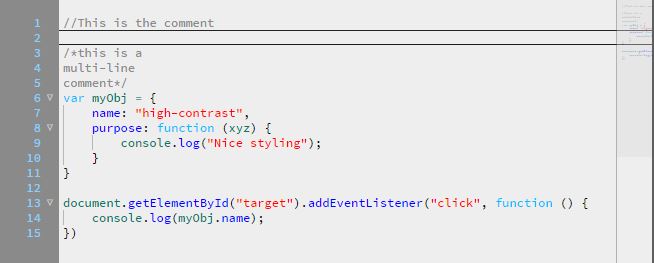 1 //This is the comment
2
3 /*this is a
4 multi-line
5 comment*/
6 var myObj = {
7     name: "high-contrast",
8     purpose: function (xyz) {
9         console.log("Nice styling");
10     }
11 }
12
13 document.getElementById("target").addEventListener("click", function () {
14     console.log(myObj.name);
15 })